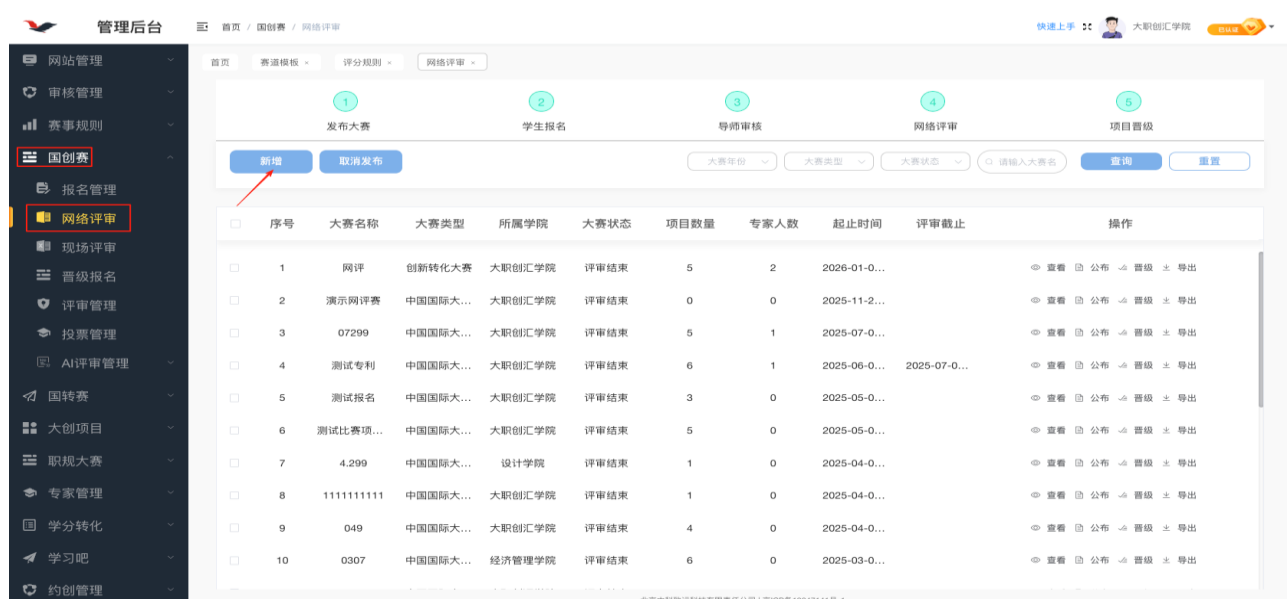 管理后台
首页 / 国创赛 / 网络评审
快速上手
大职创汇学院
网站管理
审核管理
赛事规则
国创赛
报名管理
网络评审
现场评审
晋级报名
评审管理
投票管理
AI评审管理
国转赛
大创项目
职规大赛
专家管理
学分转化
学习吧
约创管理
首页 赛道模板 评分规则 网络评审
1 2 3 4 5
发布大赛 学生报名 导师审核 网络评审 项目晋级
新增 取消发布 大赛年份 大赛类型 大赛状态 请输入大赛名 查询 重置
序号 大赛名称 大赛类型 所属学院 大赛状态 项目数量 专家人数 起止时间 评审截止 操作
1 网评 创新转化大赛 大职创汇学院 评审结束 5 2 2026-01-0... 查看 公布 晋级 导出
2 演示网评赛 中国国际大... 大职创汇学院 评审结束 0 0 2025-11-2... 查看 公布 晋级 导出
3 07299 中国国际大... 大职创汇学院 评审结束 5 1 2025-07-0... 查看 公布 晋级 导出
4 测试专利 中国国际大... 大职创汇学院 评审结束 6 1 2025-06-0... 2025-07-0... 查看 公布 晋级 导出
5 测试报名 中国国际大... 大职创汇学院 评审结束 3 0 2025-05-0... 查看 公布 晋级 导出
6 测试比赛项... 中国国际大... 大职创汇学院 评审结束 5 0 2025-05-0... 查看 公布 晋级 导出
7 4.299 中国国际大... 设计学院 评审结束 1 0 2025-04-0... 查看 公布 晋级 导出
8 1111111111 中国国际大... 大职创汇学院 评审结束 1 0 2025-04-0... 查看 公布 晋级 导出
9 049 中国国际大... 大职创汇学院 评审结束 4 0 2025-04-0... 查看 公布 晋级 导出
10 0307 中国国际大... 经济管理学院 评审结束 6 0 2025-03-0... 查看 公布 晋级 导出